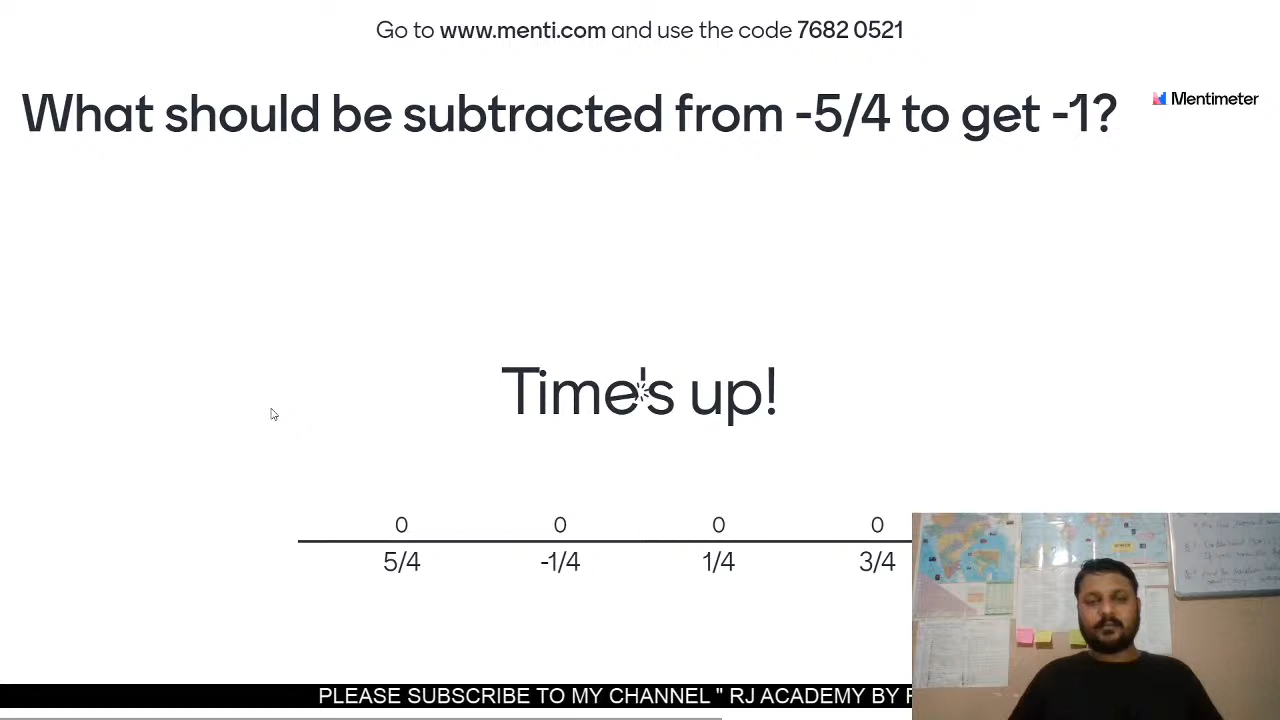 Go to www.menti.com and use the code 7682 0521
What should be subtracted from -5/4 to get -1?
Mentimeter
Time's up!
0 0 0 0
5/4 -1/4 1/4 3/4
PLEASE SUBSCRIBE TO MY CHANNEL " RJ ACADEMY BY